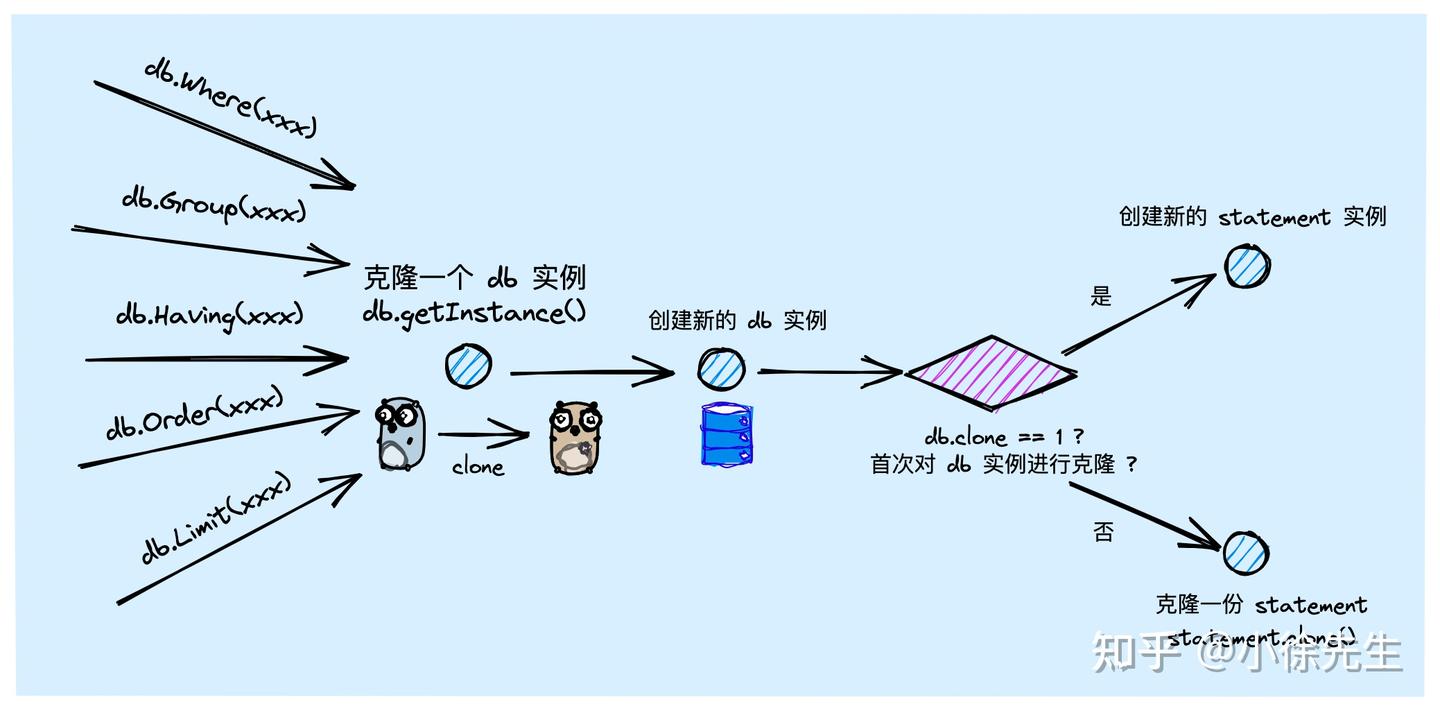 db.Where(xxx)
db.Group(xxx)
db.Having(xxx)
db.Order(xxx)
db.Limit(xxx)
克隆一个 db 实例
db.getInstance()
clone
创建新的 db 实例
db.clone == 1 ?
首次对 db 实例进行克隆 ?
是
创建新的 statement 实例
否
克隆一份 statement
statement.clone()
知乎 @小徐先生